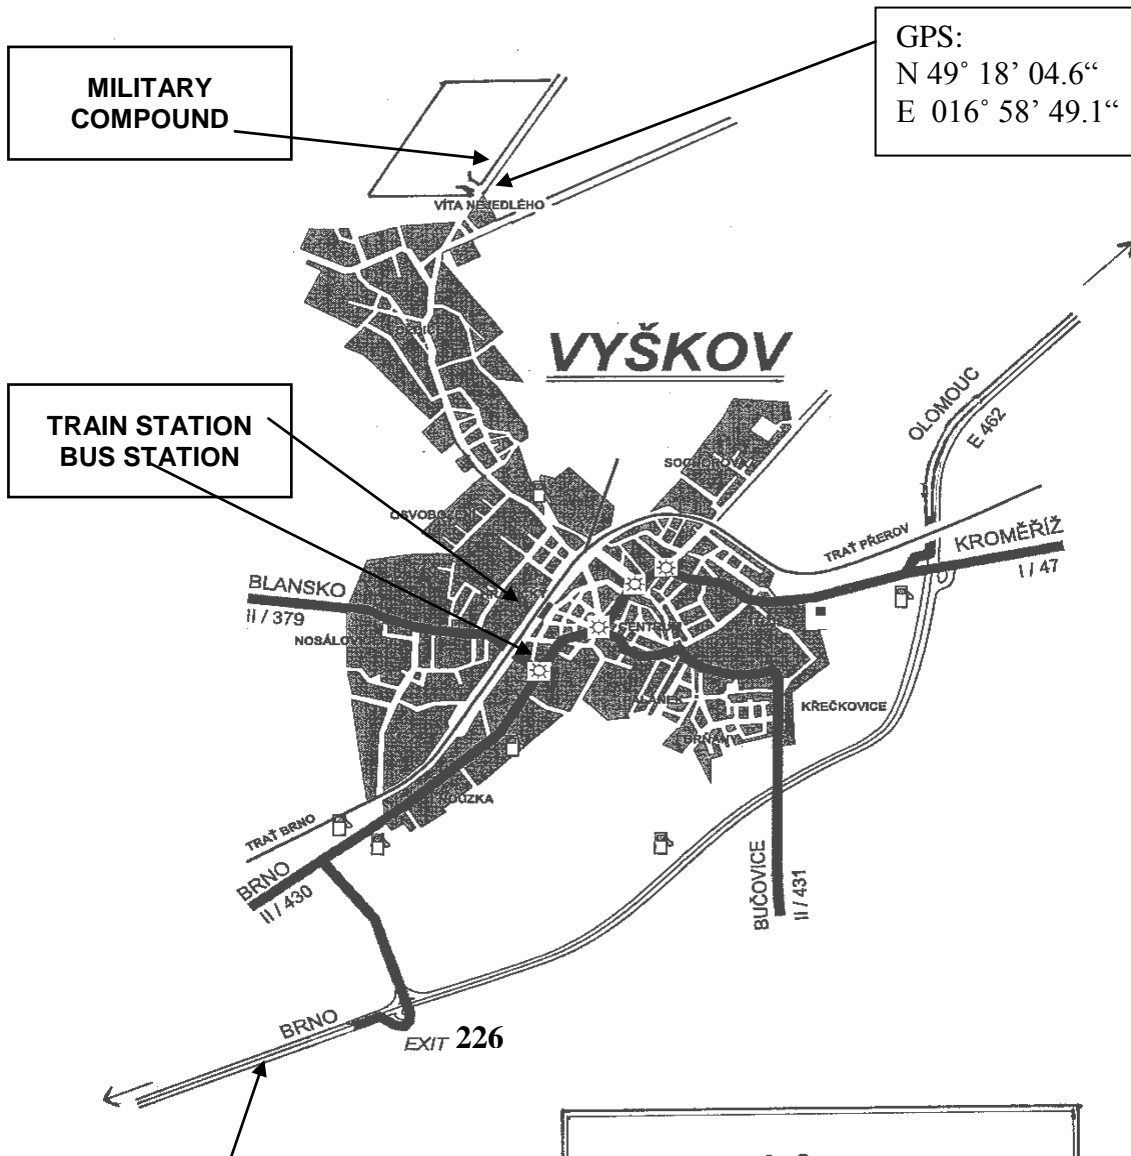 MILITARY
COMPOUND
GPS:
N 49° 18’ 04.6“
E 016° 58’ 49.1“
VÍTA NEJEDLÉHO
VYŠKOV
TRAIN STATION
BUS STATION
OLOMOUC
E 462
TRAŤ PŘEROV
KROMĚŘÍŽ
I / 47
BLANSKO
II / 379
KŘEČKOVICE
TRAŤ BRNO
BRNO
II / 430
BUČOVICE
II / 431
BRNO
EXIT 226